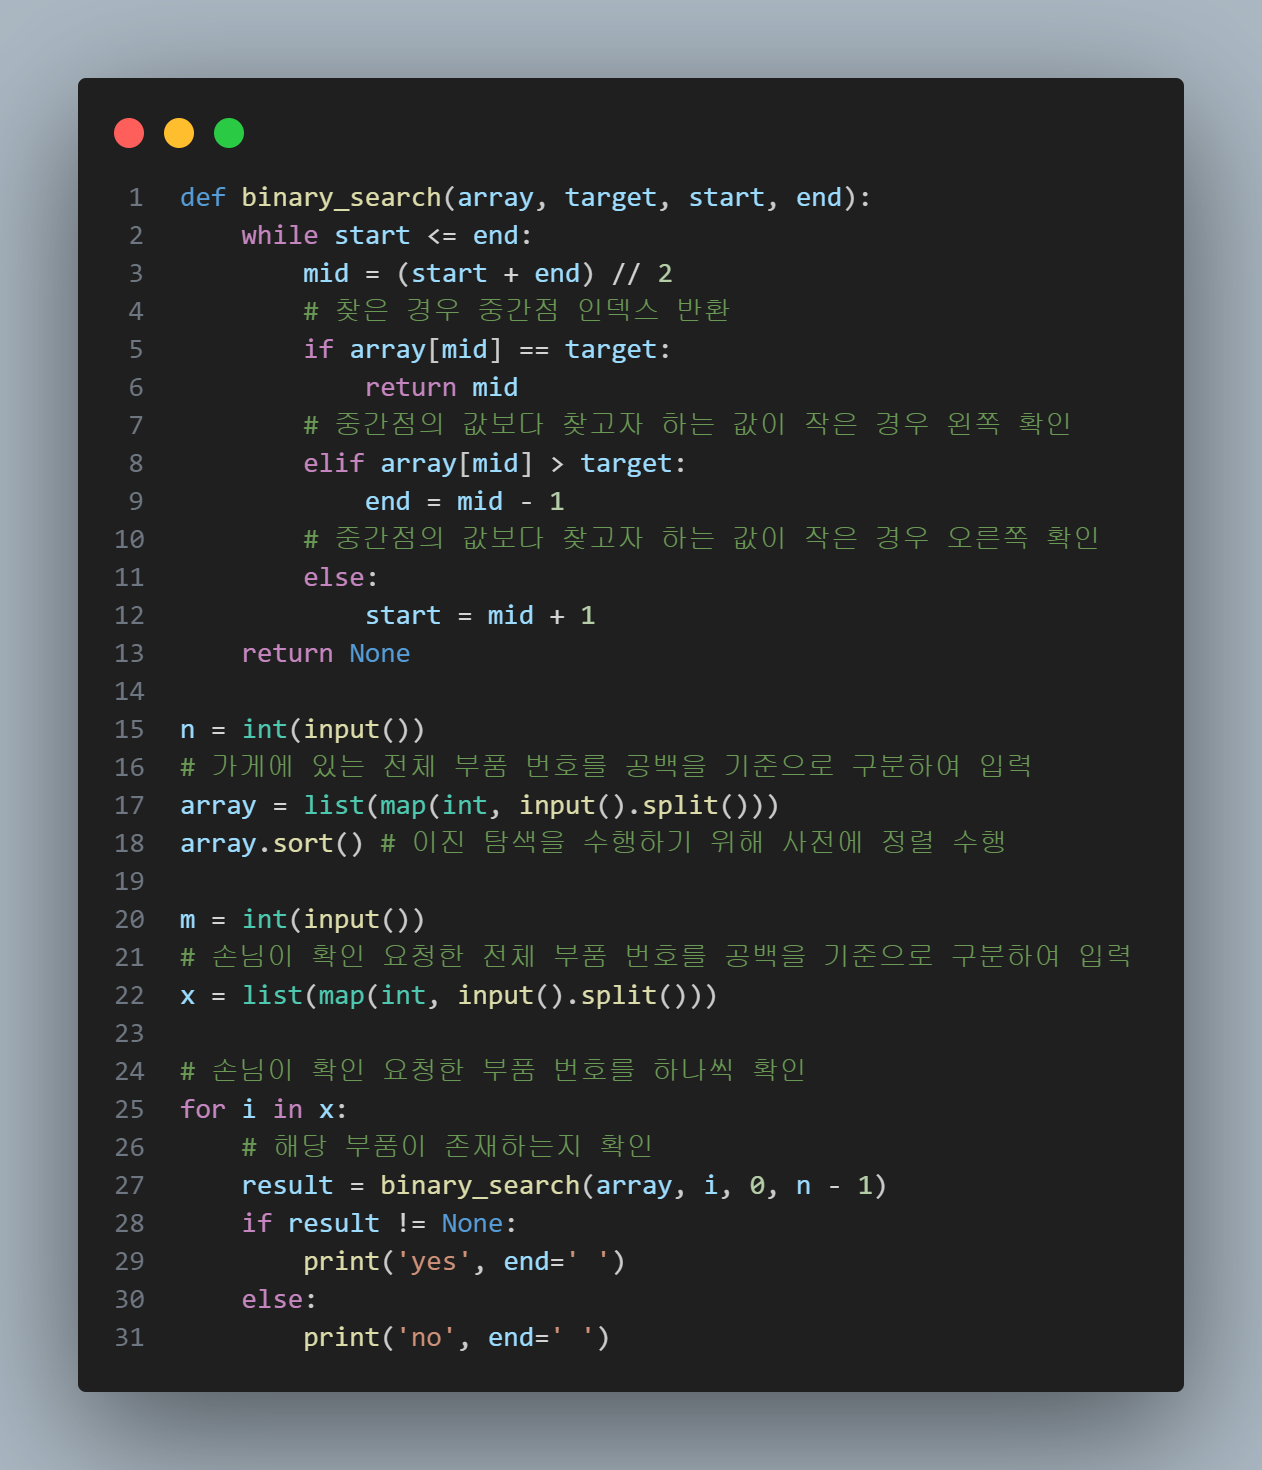 1 def binary_search(array, target, start, end):
2     while start <= end:
3         mid = (start + end) // 2
4         # 찾은 경우 중간점 인덱스 반환
5         if array[mid] == target:
6             return mid
7         # 중간점의 값보다 찾고자 하는 값이 작은 경우 왼쪽 확인
8         elif array[mid] > target:
9             end = mid - 1
10         # 중간점의 값보다 찾고자 하는 값이 작은 경우 오른쪽 확인
11         else:
12             start = mid + 1
13     return None
14
15 n = int(input())
16 # 가게에 있는 전체 부품 번호를 공백을 기준으로 구분하여 입력
17 array = list(map(int, input().split()))
18 array.sort() # 이진 탐색을 수행하기 위해 사전에 정렬 수행
19
20 m = int(input())
21 # 손님이 확인 요청한 전체 부품 번호를 공백을 기준으로 구분하여 입력
22 x = list(map(int, input().split()))
23
24 # 손님이 확인 요청한 부품 번호를 하나씩 확인
25 for i in x:
26     # 해당 부품이 존재하는지 확인
27     result = binary_search(array, i, 0, n - 1)
28     if result != None:
29         print('yes', end=' ')
30     else:
31         print('no', end=' ')